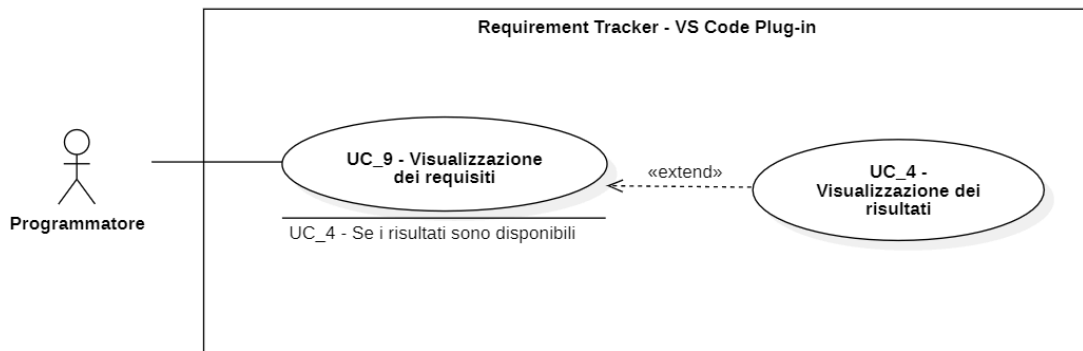 Requirement Tracker - VS Code Plug-in
UC_9 - Visualizzazione
dei requisiti
«extend»
UC_4 -
Visualizzazione dei
risultati
Programmatore
UC_4 - Se i risultati sono disponibili